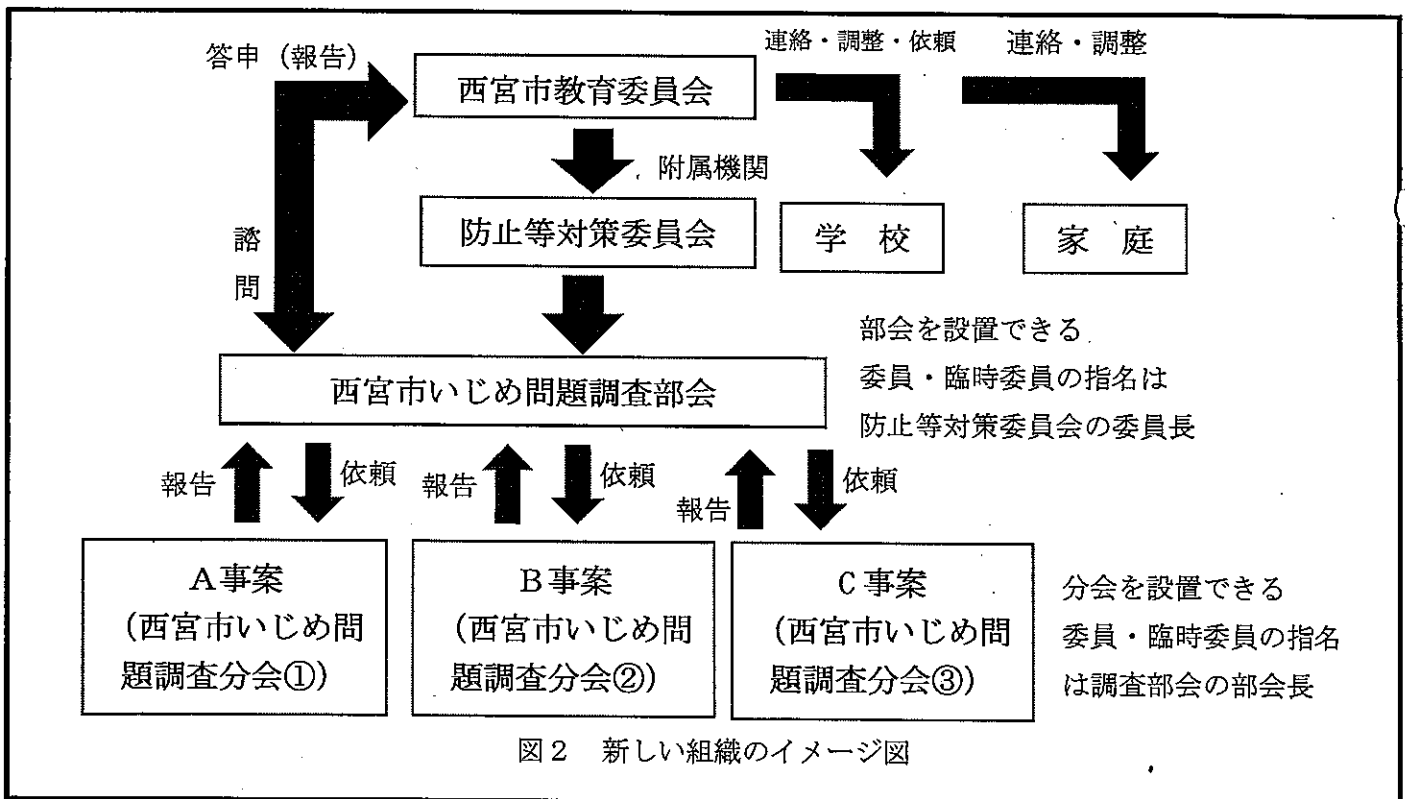 答申（報告）
連絡・調整・依頼
連絡・調整
西宮市教育委員会
附属機関
諮問
防止等対策委員会
学　校
家　庭
部会を設置できる
委員・臨時委員の指名は
防止等対策委員会の委員長
西宮市いじめ問題調査部会
報告
依頼
報告
依頼
報告
依頼
A事案
（西宮市いじめ問
題調査分会①）
B事案
（西宮市いじめ問
題調査分会②）
C事案
（西宮市いじめ問
題調査分会③）
分会を設置できる
委員・臨時委員の指名
は調査部会の部会長
図２　新しい組織のイメージ図